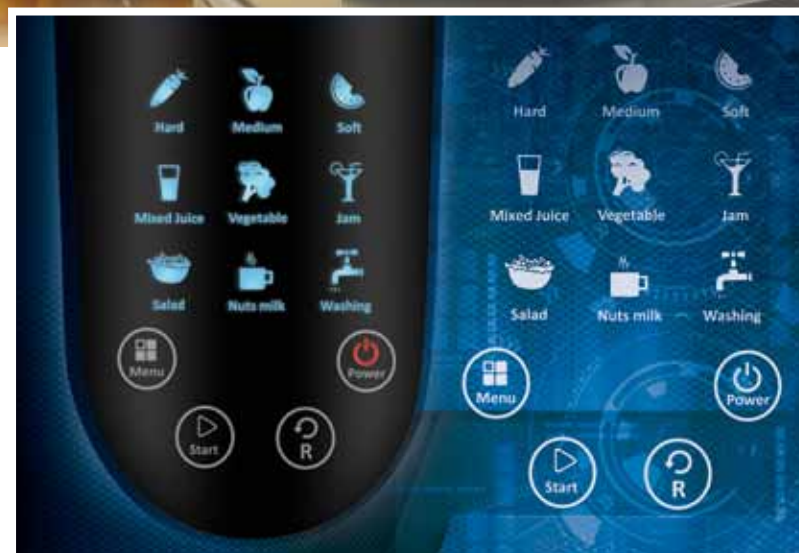 Hard Medium Soft
Mixed Juice Vegetable Jam
Salad Nuts milk Washing
Menu Power
Start R
Hard Medium Soft
Mixed Juice Vegetable Jam
Salad Nuts milk Washing
Menu Power
Start R